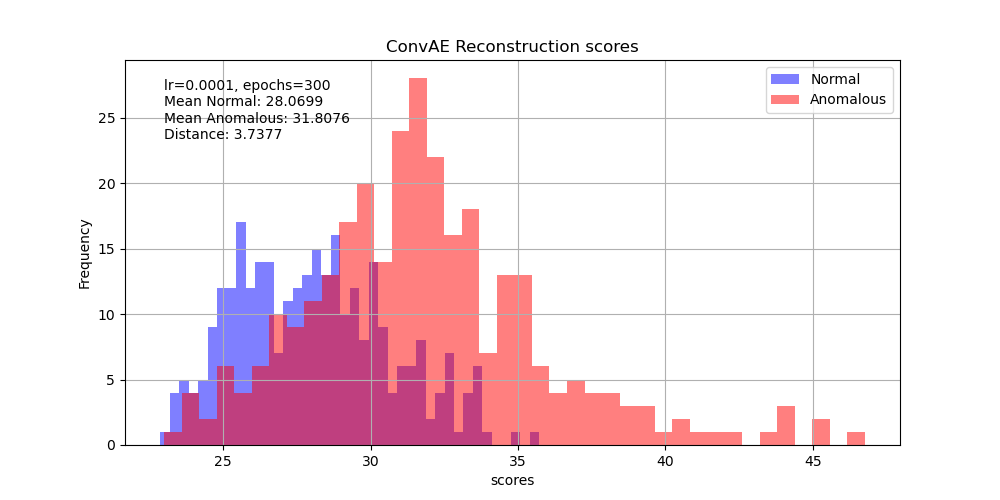 ConvAE Reconstruction scores
lr=0.0001, epochs=300
Mean Normal: 28.0699
Mean Anomalous: 31.8076
Distance: 3.7377
Normal
Anomalous
Frequency
25
20
15
10
5
0
25
30
35
40
45
scores